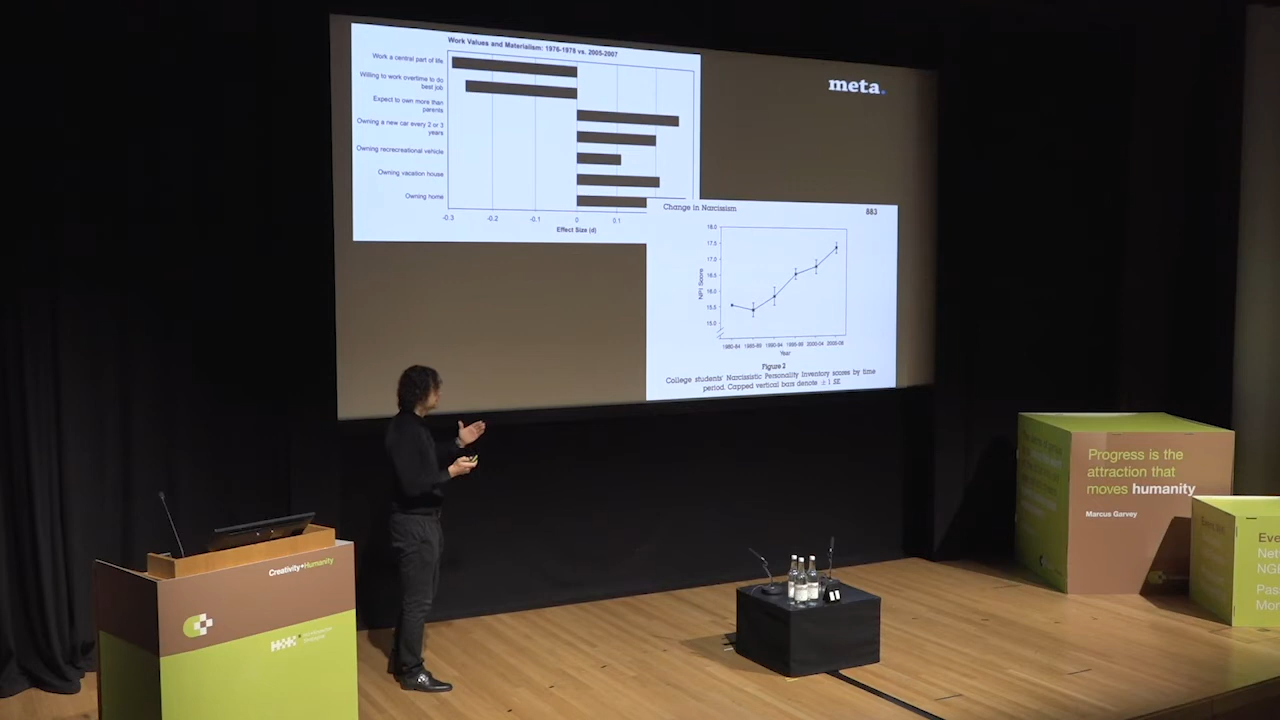 Work Values and Materialism: 1976-1978 vs. 2005-2007
Work a central part of life
Willing to work overtime to do
best job
Expect to own more than
parents
Owning a new car every 2 or 3
years
Owning recrecreational vehicle
Owning vacation house
Owning home
-0.3
-0.2
-0.1
0
0.1
Effect Size (d)
meta.
Change in Narcissism
883
18.0
17.5
17.0
16.5
16.0
15.5
15.0
NPI Score
1980-84 1985-89 1990-94 1995-99 2000-04 2005-08
Year
Figure 2
College students' Narcissistic Personality Inventory scores by time
period. Capped vertical bars denote ± 1 SE
Creativity+Humanity
Progress is the
attraction that
moves humanity
Marcus Garvey